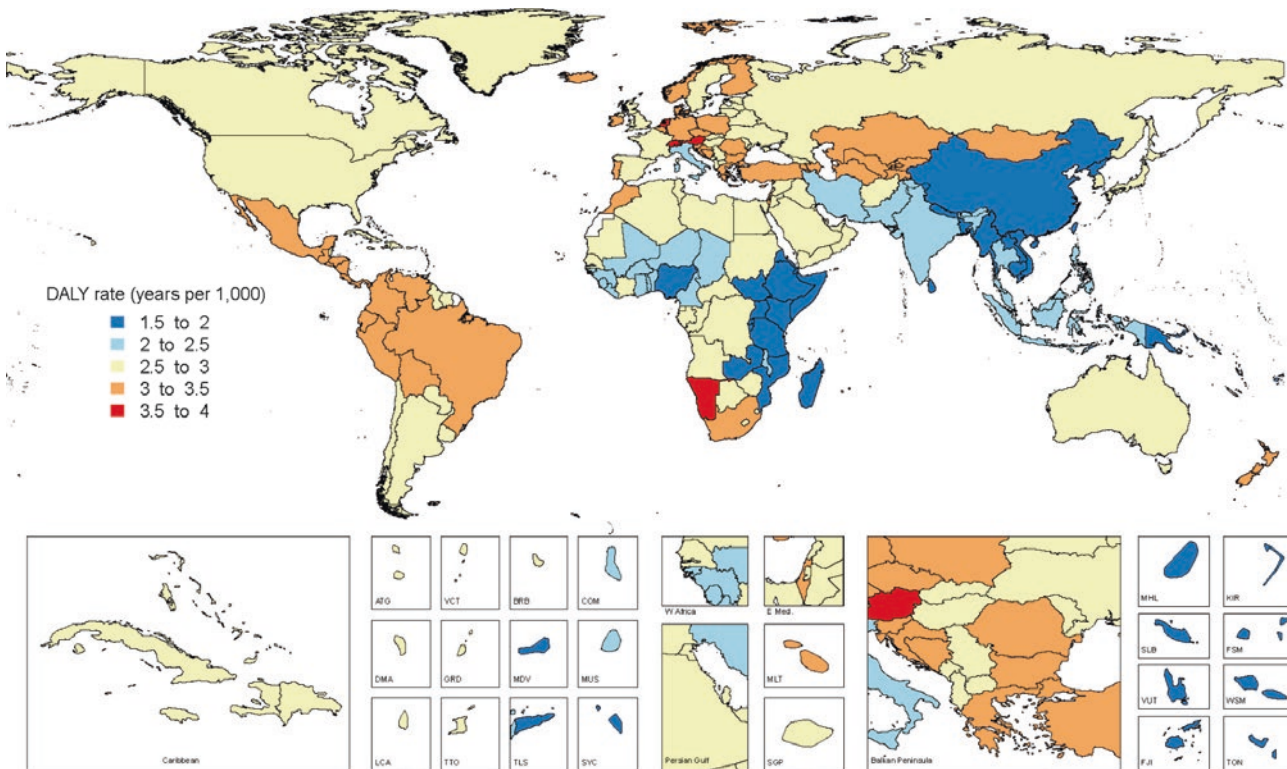 DALY rate (years per 1,000)
1.5 to 2
2 to 2.5
2.5 to 3
3 to 3.5
3.5 to 4
Caribbean
ATG
VCT
BRB
COM
DMA
GRD
MDV
MUS
LCA
TTO
TLS
SYC
W Africa
E Med.
Persian Gulf
MLT
SGP
Balkan Peninsula
MHL
KIR
SLB
FSM
VUT
WSM
FJI
TON